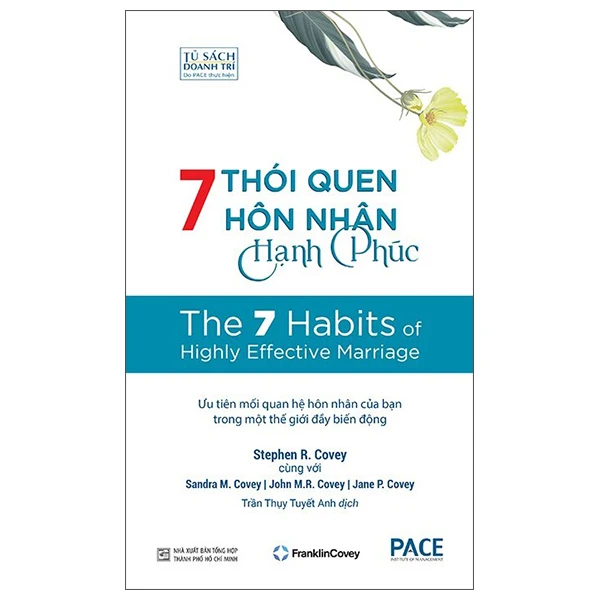 TỦ SÁCH
DOANH TRÍ
Do PACE thực hiện
7 THÓI QUEN
HÔN NHÂN
Hạnh Phúc
The 7 Habits of
Highly Effective Marriage
Ưu tiên mối quan hệ hôn nhân của bạn
trong một thế giới đầy biến động
Stephen R. Covey
cùng với
Sandra M. Covey | John M.R. Covey | Jane P. Covey
Trần Thụy Tuyết Anh dịch
NHÀ XUẤT BẢN TỔNG HỢP
THÀNH PHỐ HỒ CHÍ MINH
FranklinCovey
PACE
INSTITUTE OF MANAGEMENT